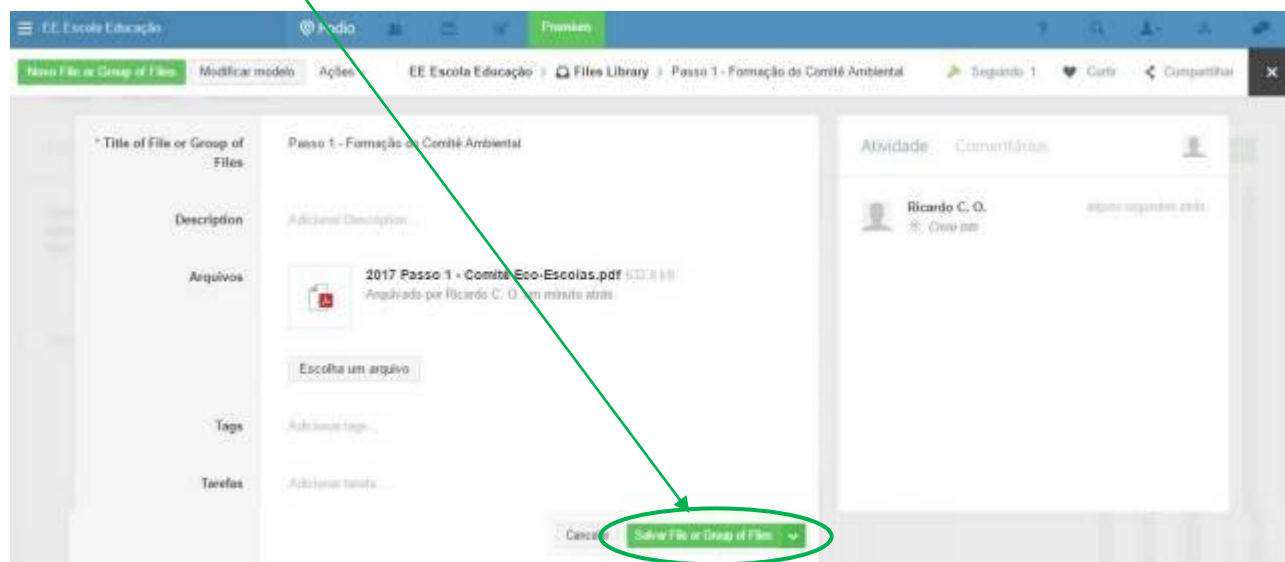 EE Escola Educação
Podio
Premium
?
Novo File or Group of Files
Modificar modelo
Ações
EE Escola Educação
Files Library
Passo 1 - Formação do Comitê Ambiental
Seguindo 1
Curtir
Compartilhar
* Title of File or Group of Files
Passo 1 - Formação do Comitê Ambiental
Description
Adicionar Description...
Arquivos
2017 Passo 1 - Comitê Eco-Escolas.pdf
Arquivado por Ricardo C. O. um minuto atrás
Escolha um arquivo
Tags
Adicionar tags...
Tarefas
Adicionar tarefa...
Cancelar
Salvar File or Group of Files
Atividade
Comentários
Ricardo C. O.
Criou
atrás